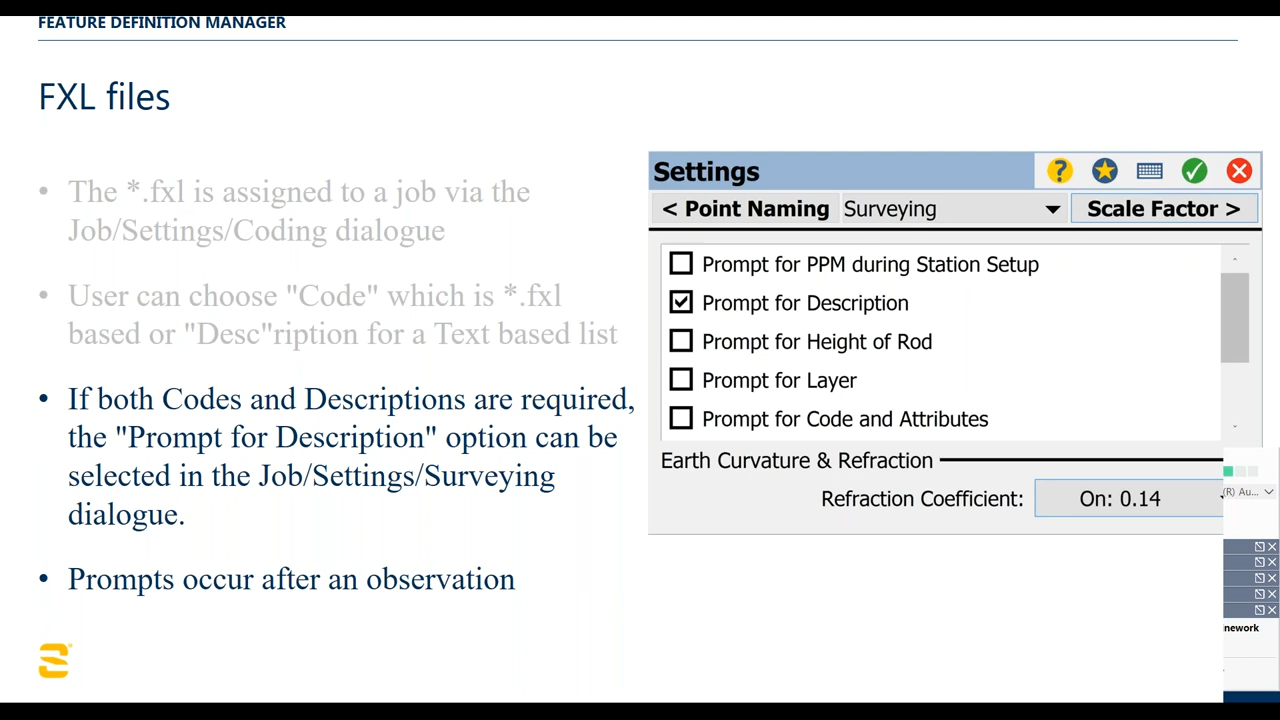 FEATURE DEFINITION MANAGER
FXL files
• The *.fxl is assigned to a job via the
Job/Settings/Coding dialogue
• User can choose "Code" which is *.fxl
based or "Desc"ription for a Text based list
• If both Codes and Descriptions are required,
the "Prompt for Description" option can be
selected in the Job/Settings/Surveying
dialogue.
• Prompts occur after an observation
Settings
< Point Naming
Surveying
Scale Factor >
Prompt for PPM during Station Setup
Prompt for Description
Prompt for Height of Rod
Prompt for Layer
Prompt for Code and Attributes
Earth Curvature & Refraction
Refraction Coefficient:
On: 0.14
(R) Au...
nework